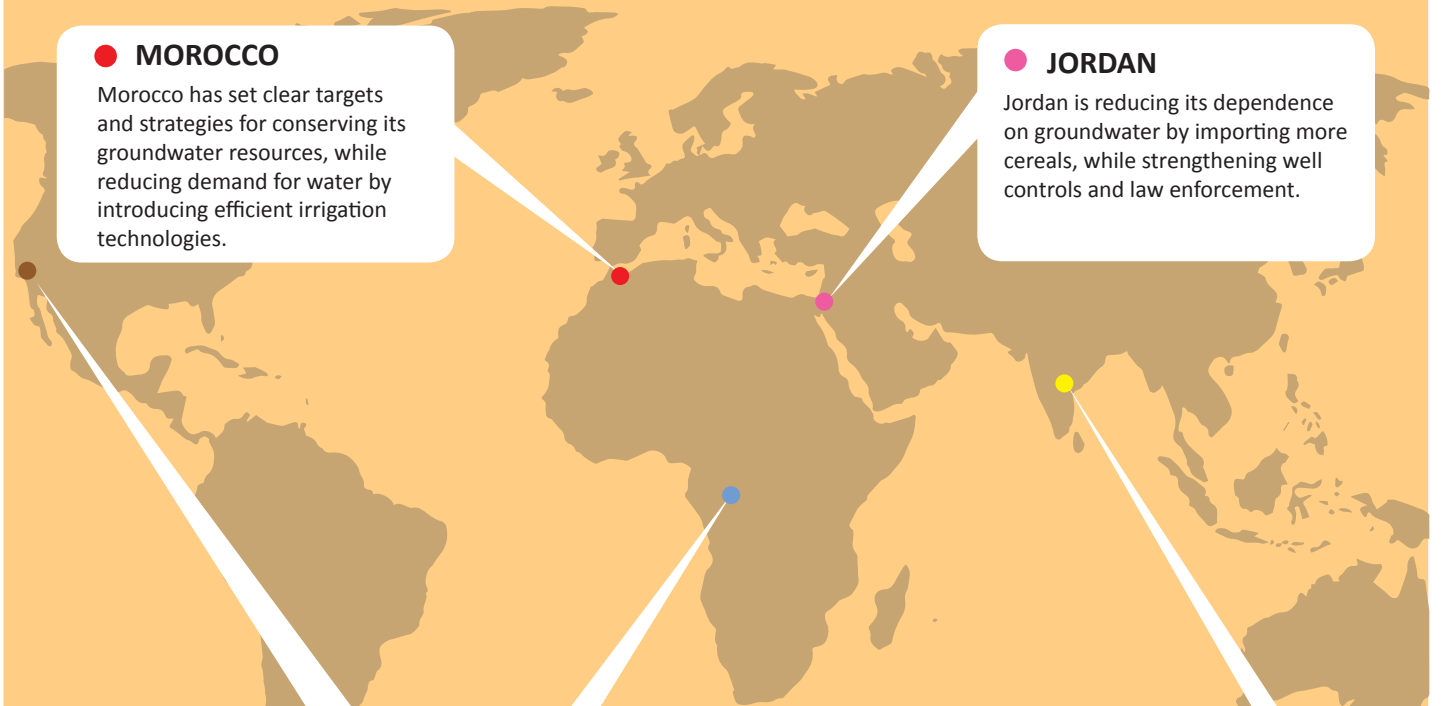 MOROCCO
Morocco has set clear targets
and strategies for conserving its
groundwater resources, while
reducing demand for water by
introducing efficient irrigation
technologies.
JORDAN
Jordan is reducing its dependence
on groundwater by importing more
cereals, while strengthening well
controls and law enforcement.